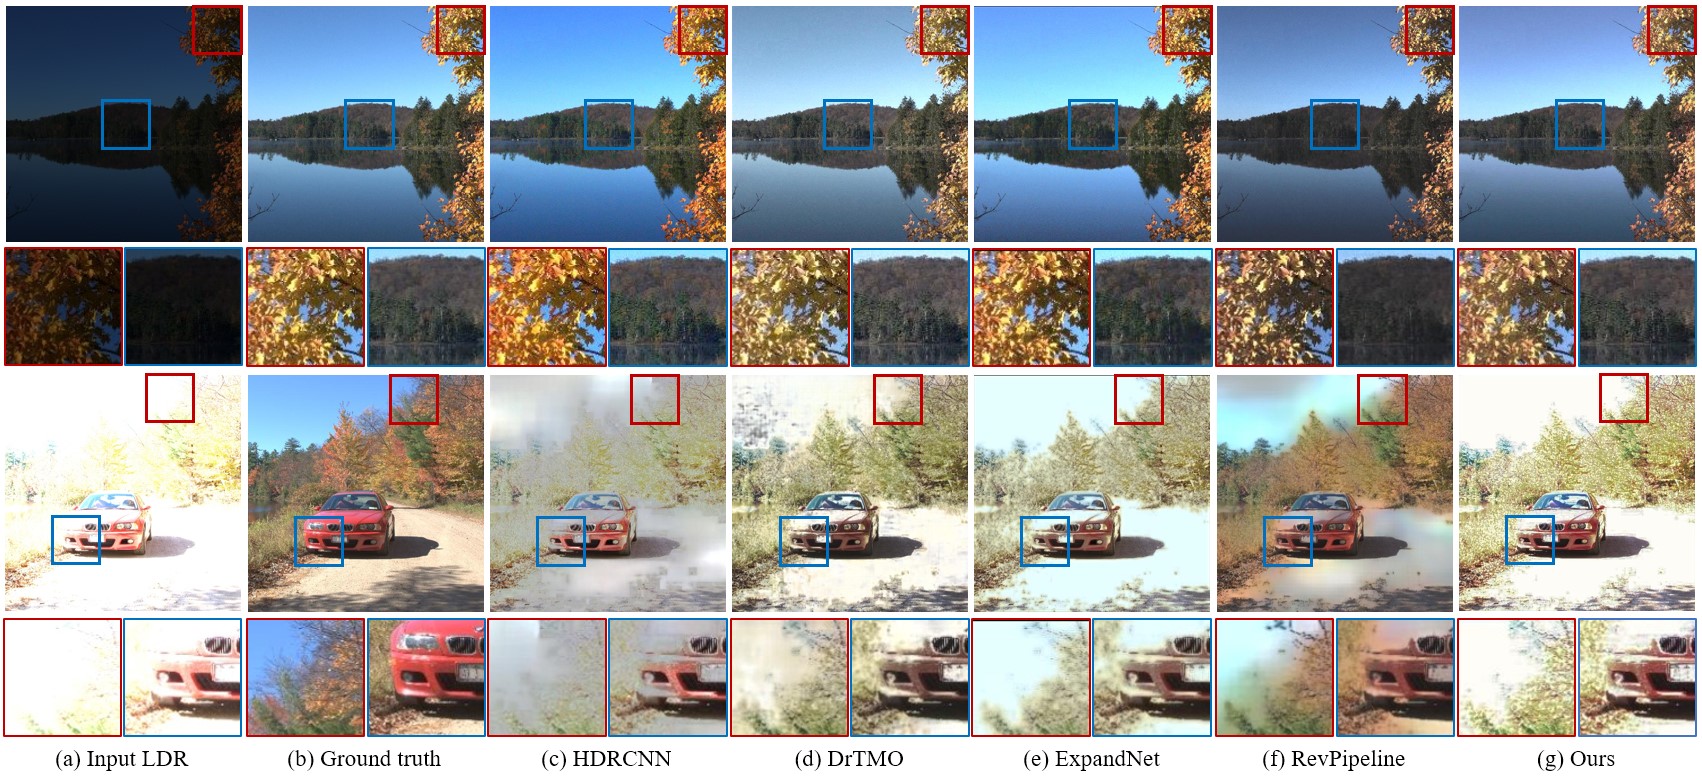 (a) Input LDR
(b) Ground truth
(c) HDRCNN
(d) DrTMO
(e) ExpandNet
(f) RevPipeline
(g) Ours